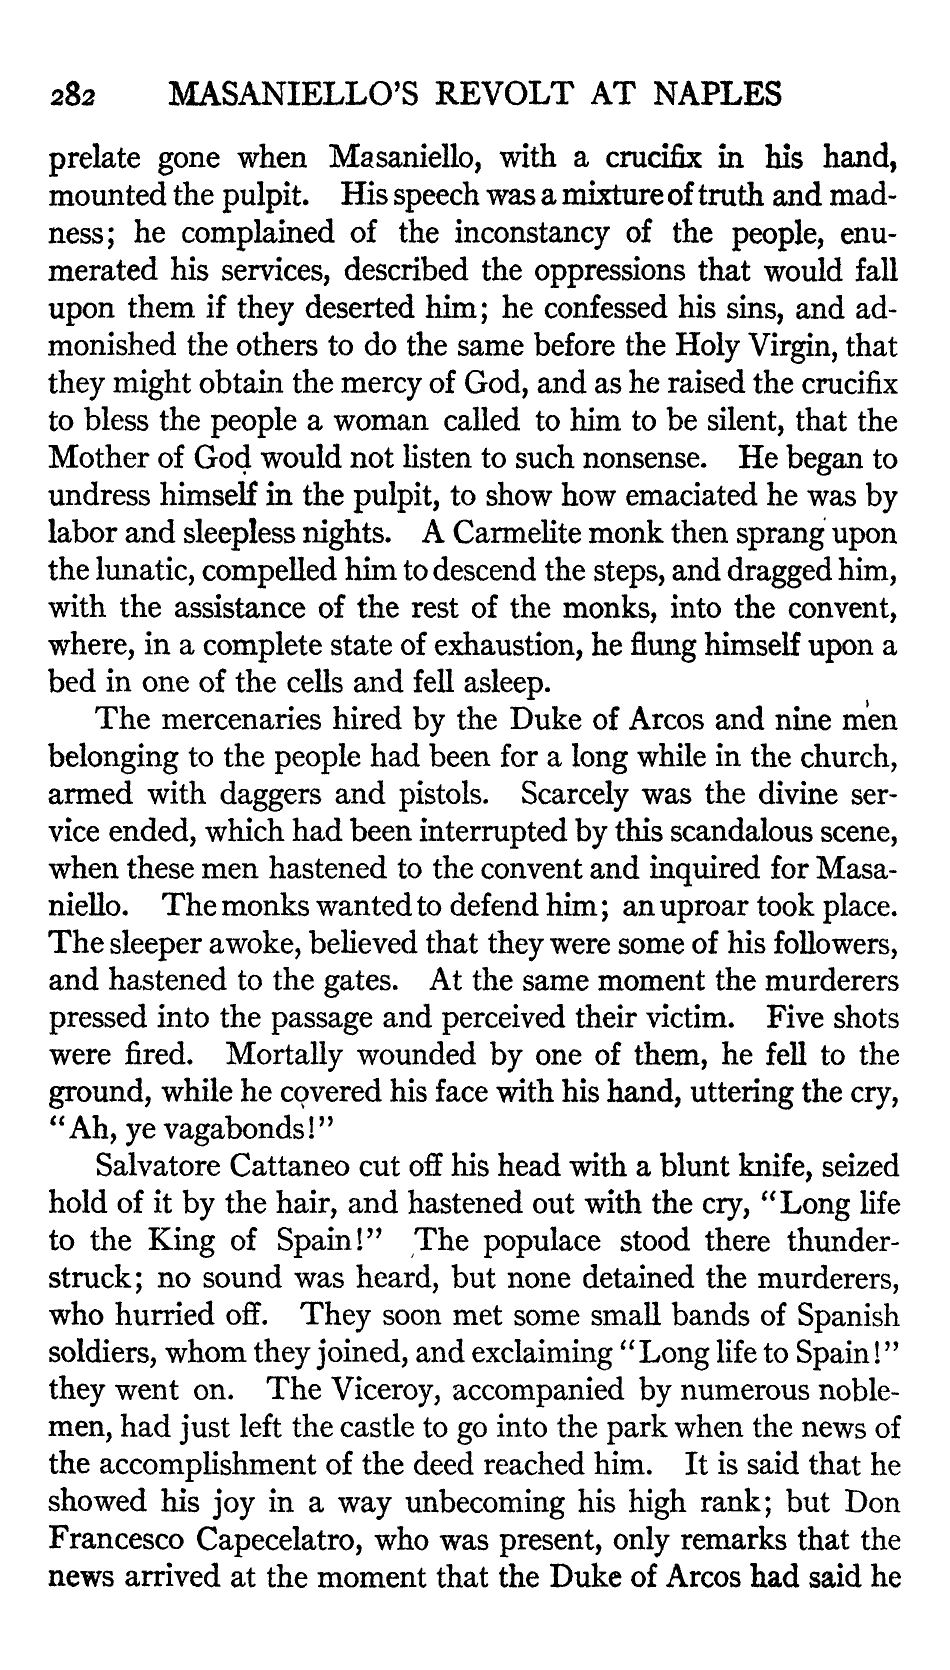 282 MASANIELLO'S REVOLT AT NAPLES
prelate gone when Masaniello, with a crucifix in his hand,
mounted the pulpit. His speech was a mixture of truth and mad-
ness; he complained of the inconstancy of the people, enu-
merated his services, described the oppressions that would fall
upon them if they deserted him; he confessed his sins, and ad-
monished the others to do the same before the Holy Virgin, that
they might obtain the mercy of God, and as he raised the crucifix
to bless the people a woman called to him to be silent, that the
Mother of God would not listen to such nonsense. He began to
undress himself in the pulpit, to show how emaciated he was by
labor and sleepless nights. A Carmelite monk then sprang upon
the lunatic, compelled him to descend the steps, and dragged him,
with the assistance of the rest of the monks, into the convent,
where, in a complete state of exhaustion, he flung himself upon a
bed in one of the cells and fell asleep.
The mercenaries hired by the Duke of Arcos and nine men
belonging to the people had been for a long while in the church,
armed with daggers and pistols. Scarcely was the divine ser-
vice ended, which had been interrupted by this scandalous scene,
when these men hastened to the convent and inquired for Masa-
niello. The monks wanted to defend him; an uproar took place.
The sleeper awoke, believed that they were some of his followers,
and hastened to the gates. At the same moment the murderers
pressed into the passage and perceived their victim. Five shots
were fired. Mortally wounded by one of them, he fell to the
ground, while he covered his face with his hand, uttering the cry,
"Ah, ye vagabonds!"
Salvatore Cattaneo cut off his head with a blunt knife, seized
hold of it by the hair, and hastened out with the cry, "Long life
to the King of Spain!" The populace stood there thunder-
struck; no sound was heard, but none detained the murderers,
who hurried off. They soon met some small bands of Spanish
soldiers, whom they joined, and exclaiming "Long life to Spain!"
they went on. The Viceroy, accompanied by numerous noble-
men, had just left the castle to go into the park when the news of
the accomplishment of the deed reached him. It is said that he
showed his joy in a way unbecoming his high rank; but Don
Francesco Capecelatro, who was present, only remarks that the
news arrived at the moment that the Duke of Arcos had said he